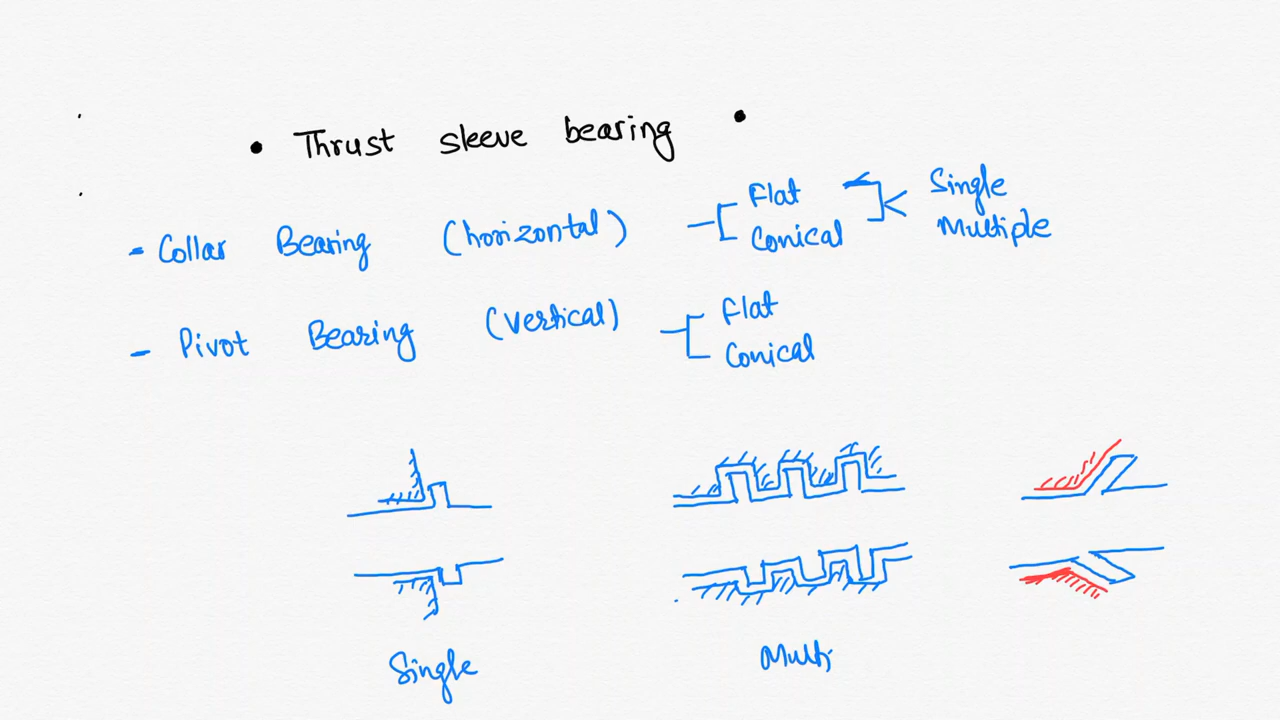 • Thrust sleeve bearing •
- Collar Bearing (horizontal) - Flat Conical < Single Multiple
- Pivot Bearing (Vertical) - Flat Conical
Single Multi